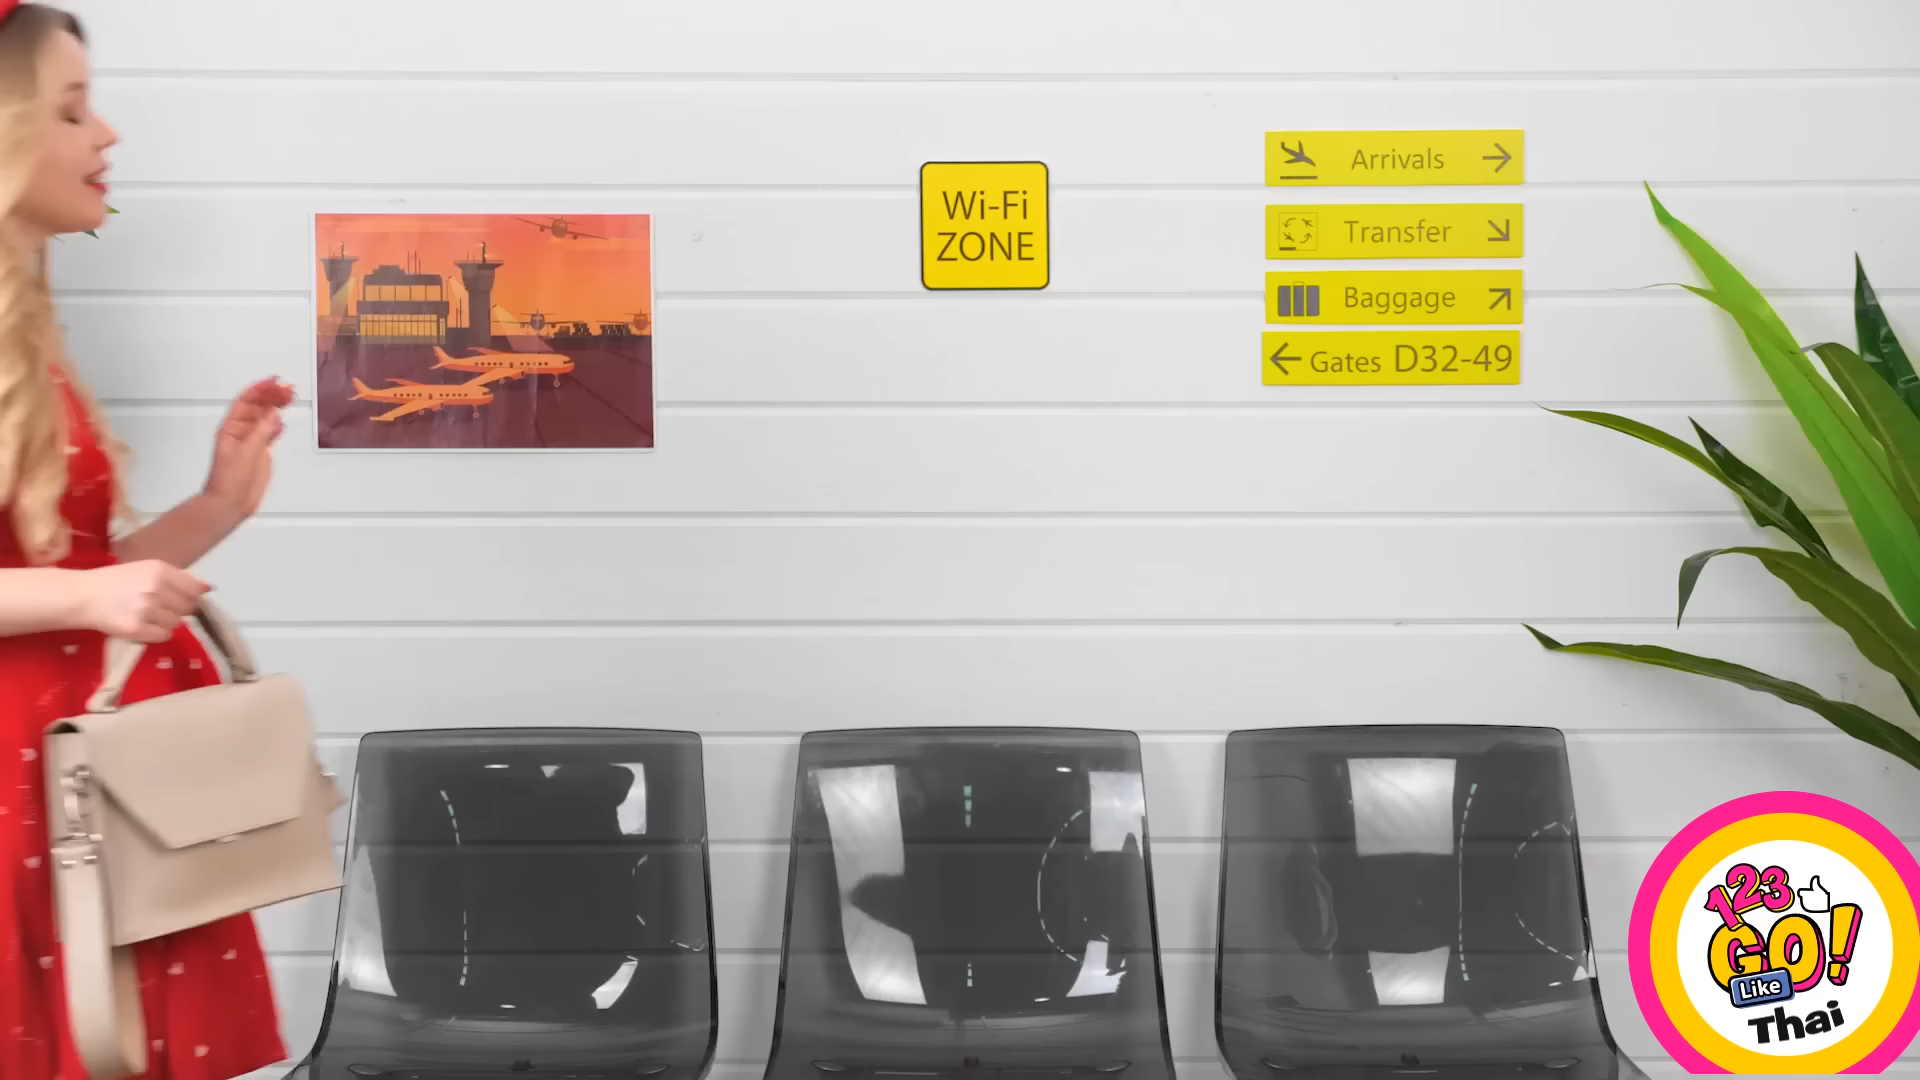 Wi-Fi
ZONE
Arrivals
Transfer
Baggage
Gates D32-49
123
GO!
Like
Thai